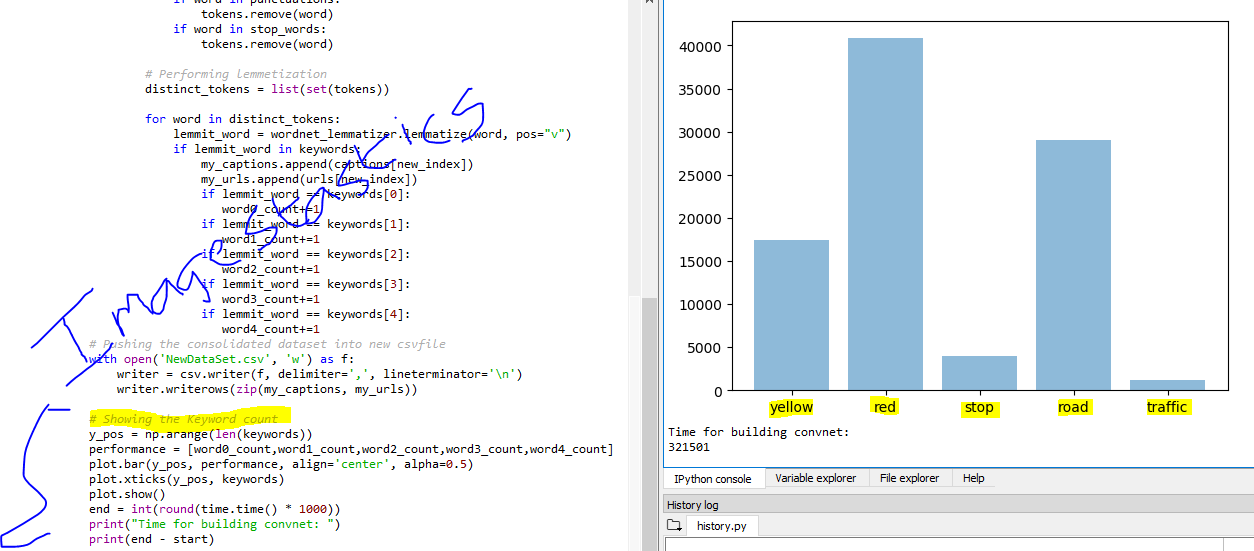 if word in punctuations:
tokens.remove(word)
if word in stop_words:
tokens.remove(word)
# Performing lemmetization
distinct_tokens = list(set(tokens))
for word in distinct_tokens:
lemmit_word = wordnet_lemmatizer.lemmatize(word, pos="v")
if lemmit_word in keywords:
my_captions.append(captions[new_index])
my_urls.append(urls[new_index])
if lemmit_word == keywords[0]:
word0_count+=1
if lemmit_word == keywords[1]:
word1_count+=1
if lemmit_word == keywords[2]:
word2_count+=1
if lemmit_word == keywords[3]:
word3_count+=1
if lemmit_word == keywords[4]:
word4_count+=1
# Pushing the consolidated dataset into new csvfile
with open('NewDataSet.csv', 'w') as f:
writer = csv.writer(f, delimiter=',', lineterminator='\n')
writer.writerows(zip(my_captions, my_urls))
# Showing the Keyword count
y_pos = np.arange(len(keywords))
performance = [word0_count,word1_count,word2_count,word3_count,word4_count]
plot.bar(y_pos, performance, align='center', alpha=0.5)
plot.xticks(y_pos, keywords)
plot.show()
end = int(round(time.time() * 1000))
print("Time for building convnet: ")
print(end - start)
Image
40000
35000
30000
25000
20000
15000
10000
5000
0
yellow red stop road traffic
Time for building convnet:
321501
IPython console Variable explorer File explorer Help
History log
history.py